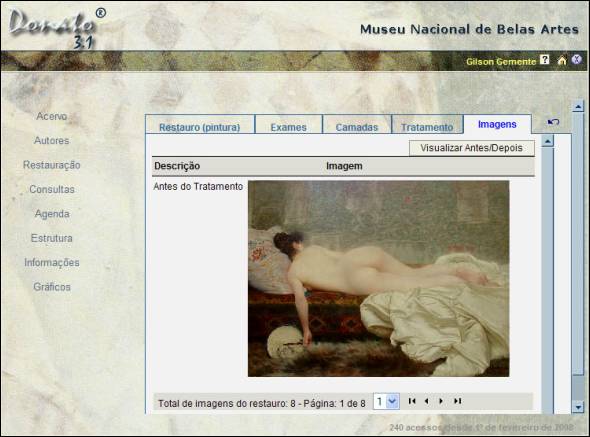 Donato ®
3.1
Museu Nacional de Belas Artes
Gilson Gemente ? X
Acervo
Autores
Restauração
Consultas
Agenda
Estrutura
Informações
Gráficos
Restauro (pintura) Exames Camadas Tratamento Imagens
Visualizar Antes/Depois
Descrição Imagem
Antes do Tratamento
Total de imagens do restauro: 8 - Página: 1 de 8 1
240 acessos desde 1º de fevereiro de 2008